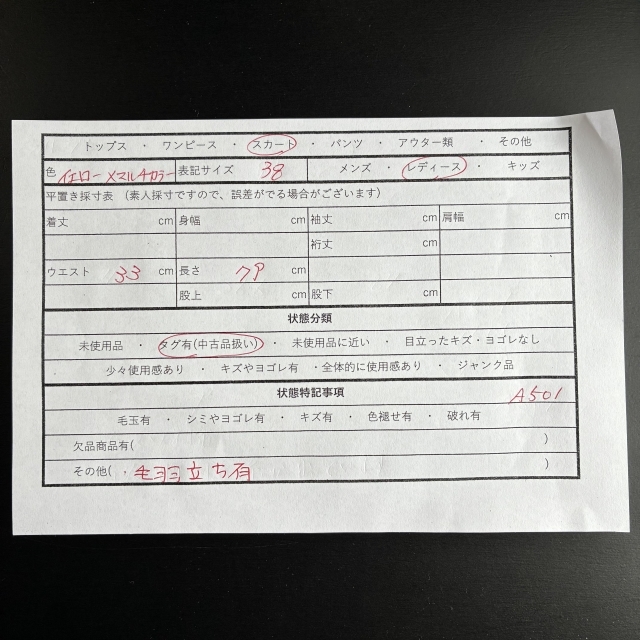 トップス ・ ワンピース ・ スカート ・ パンツ ・ アウター類 ・ その他
色 イエロー×マルチカラー 表記サイズ 38 メンズ ・ レディース ・ キッズ
平置き採寸表 (素人採寸ですので、誤差がでる場合がございます)
着丈 cm 身幅 cm 袖丈 cm 肩幅 cm
裄丈 cm
ウエスト 33 cm 長さ 79 cm
股上 cm 股下 cm
状態分類
未使用品 ・ タグ有(中古品扱い) ・ 未使用品に近い ・ 目立ったキズ・ヨゴレなし
少々使用感あり ・ キズやヨゴレ有 ・全体的に使用感あり ・ ジャンク品
状態特記事項 A501
毛玉有 ・ シミやヨゴレ有 ・ キズ有 ・ 色褪せ有 ・ 破れ有
欠品商品有( )
その他( ・毛羽立ち有 )